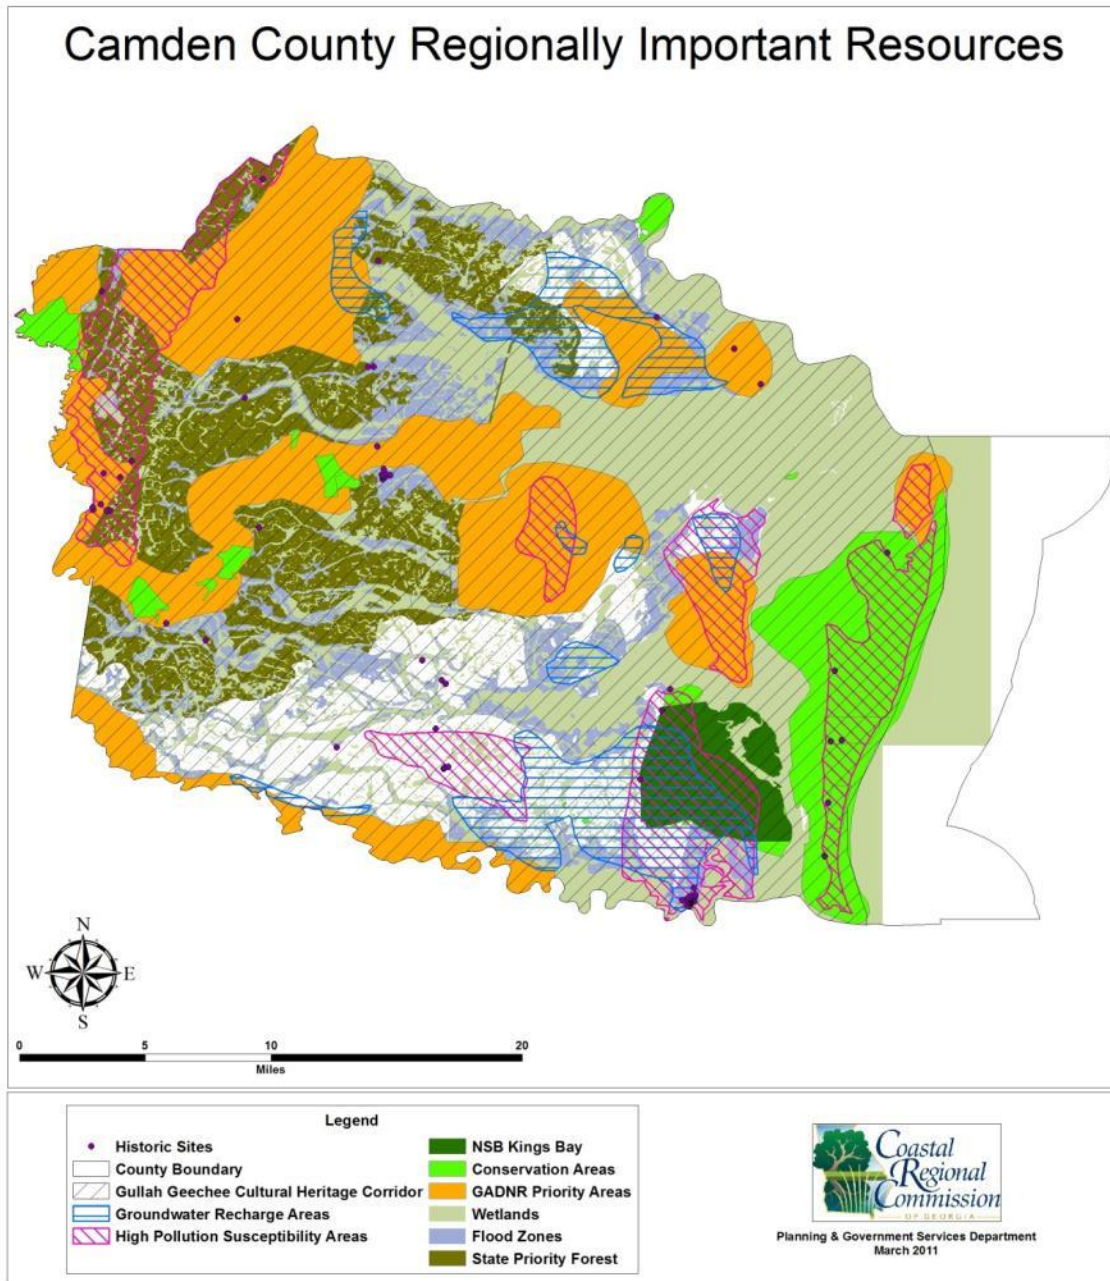 Camden County Regionally Important Resources
N
W
E
S
0 5 10 20
Miles
Legend
Historic Sites
County Boundary
Gullah Geechee Cultural Heritage Corridor
Groundwater Recharge Areas
High Pollution Susceptibility Areas
NSB Kings Bay
Conservation Areas
GADNR Priority Areas
Wetlands
Flood Zones
State Priority Forest
Coastal
Regional
Commission
OF GEORGIA
Planning & Government Services Department
March 2011